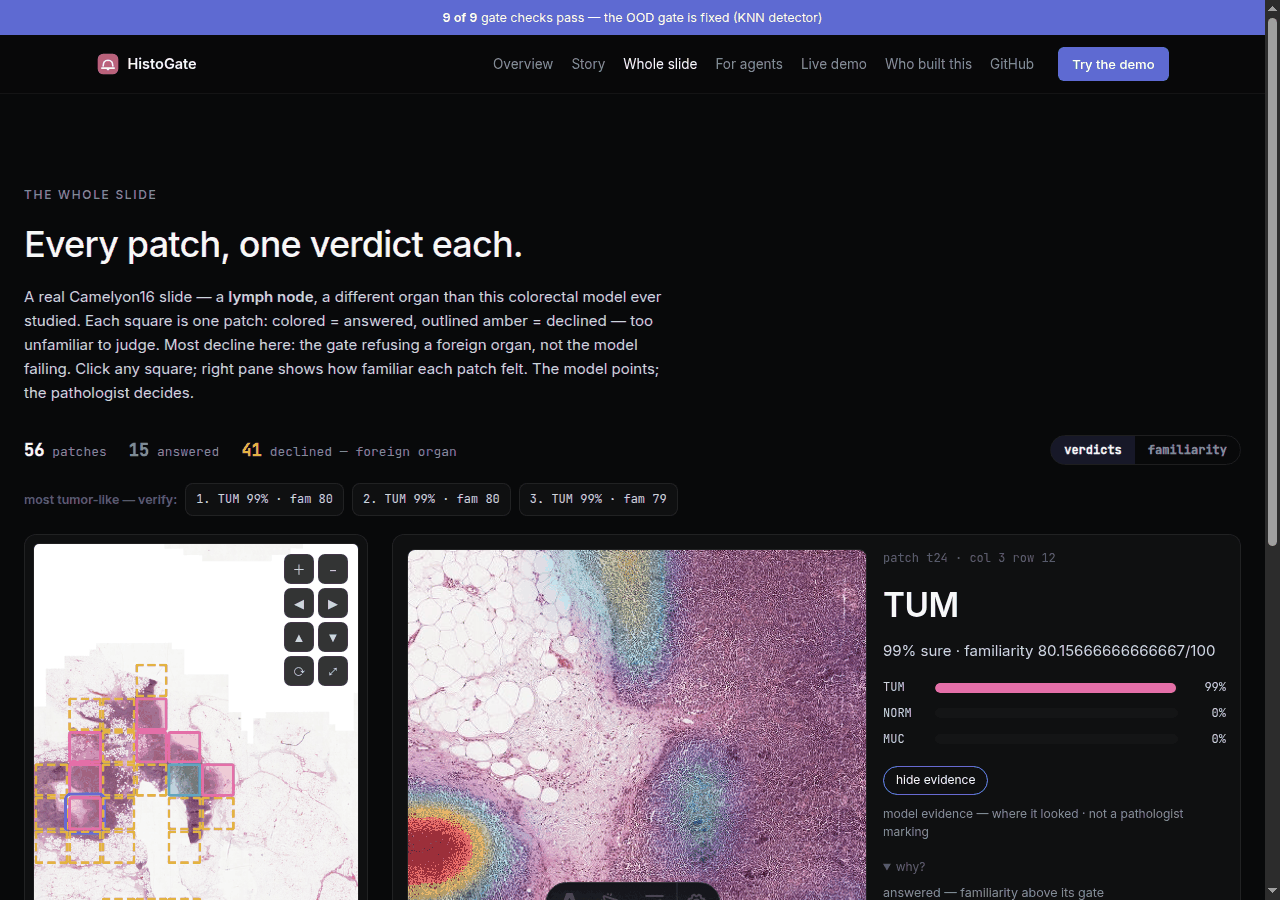 9 of 9 gate checks pass — the OOD gate is fixed (KNN detector)
HistoGate
Overview Story Whole slide For agents Live demo Who built this GitHub Try the demo
THE WHOLE SLIDE
Every patch, one verdict each.
A real Camelyon16 slide — a lymph node, a different organ than this colorectal model ever
studied. Each square is one patch: colored = answered, outlined amber = declined — too
unfamiliar to judge. Most decline here: the gate refusing a foreign organ, not the model
failing. Click any square; right pane shows how familiar each patch felt. The model points;
the pathologist decides.
56 patches 15 answered 41 declined — foreign organ
verdicts familiarity
most tumor-like — verify: 1. TUM 99% · fam 80 2. TUM 99% · fam 80 3. TUM 99% · fam 79
patch t24 · col 3 row 12
TUM
99% sure · familiarity 80.15666666666667/100
TUM 99%
NORM 0%
MUC 0%
hide evidence
model evidence — where it looked · not a pathologist
marking
▼ why?
answered — familiarity above its gate